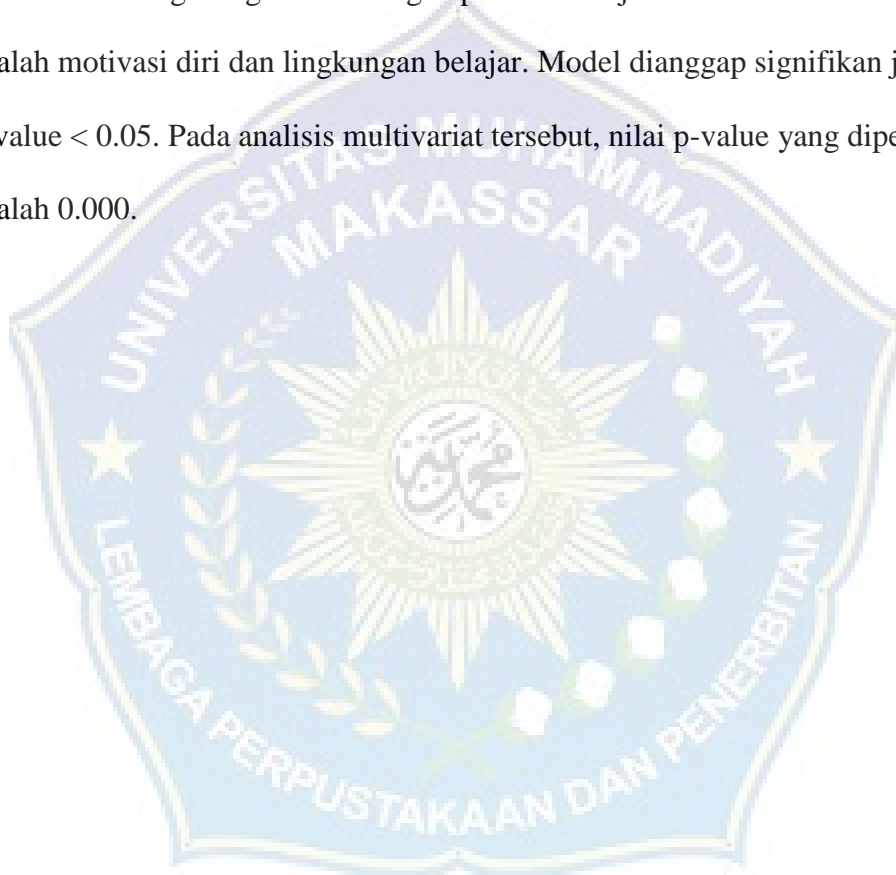 alah motivasi diri dan lingkungan belajar. Model dianggap signifikan j
value < 0.05. Pada analisis multivariat tersebut, nilai p-value yang dipe
alah 0.000.
UNIVERSITAS MUHAMMADIYAH
MAKASSAR
LEMBAGA PERPUSTAKAAN DAN PENERBITAN